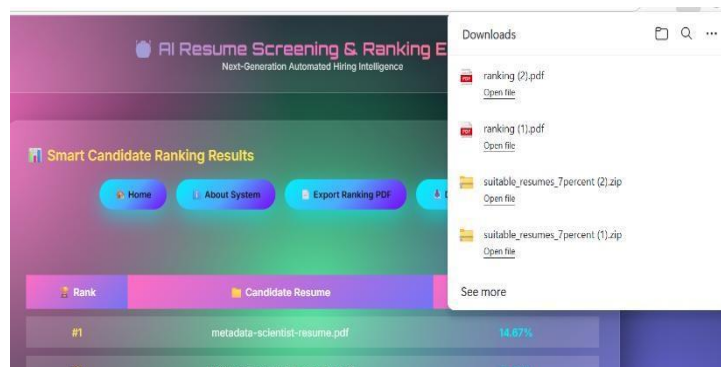 AI Resume Screening & Ranking E
Next-Generation Automated Hiring Intelligence
Smart Candidate Ranking Results
Home
About System
Export Ranking PDF
Rank
Candidate Resume
#1
metadata-scientist-resume.pdf
14.67%
Downloads
PDF
ranking (2).pdf
Open file
PDF
ranking (1).pdf
Open file
suitable_resumes_7percent (2).zip
Open file
suitable_resumes_7percent (1).zip
Open file
See more